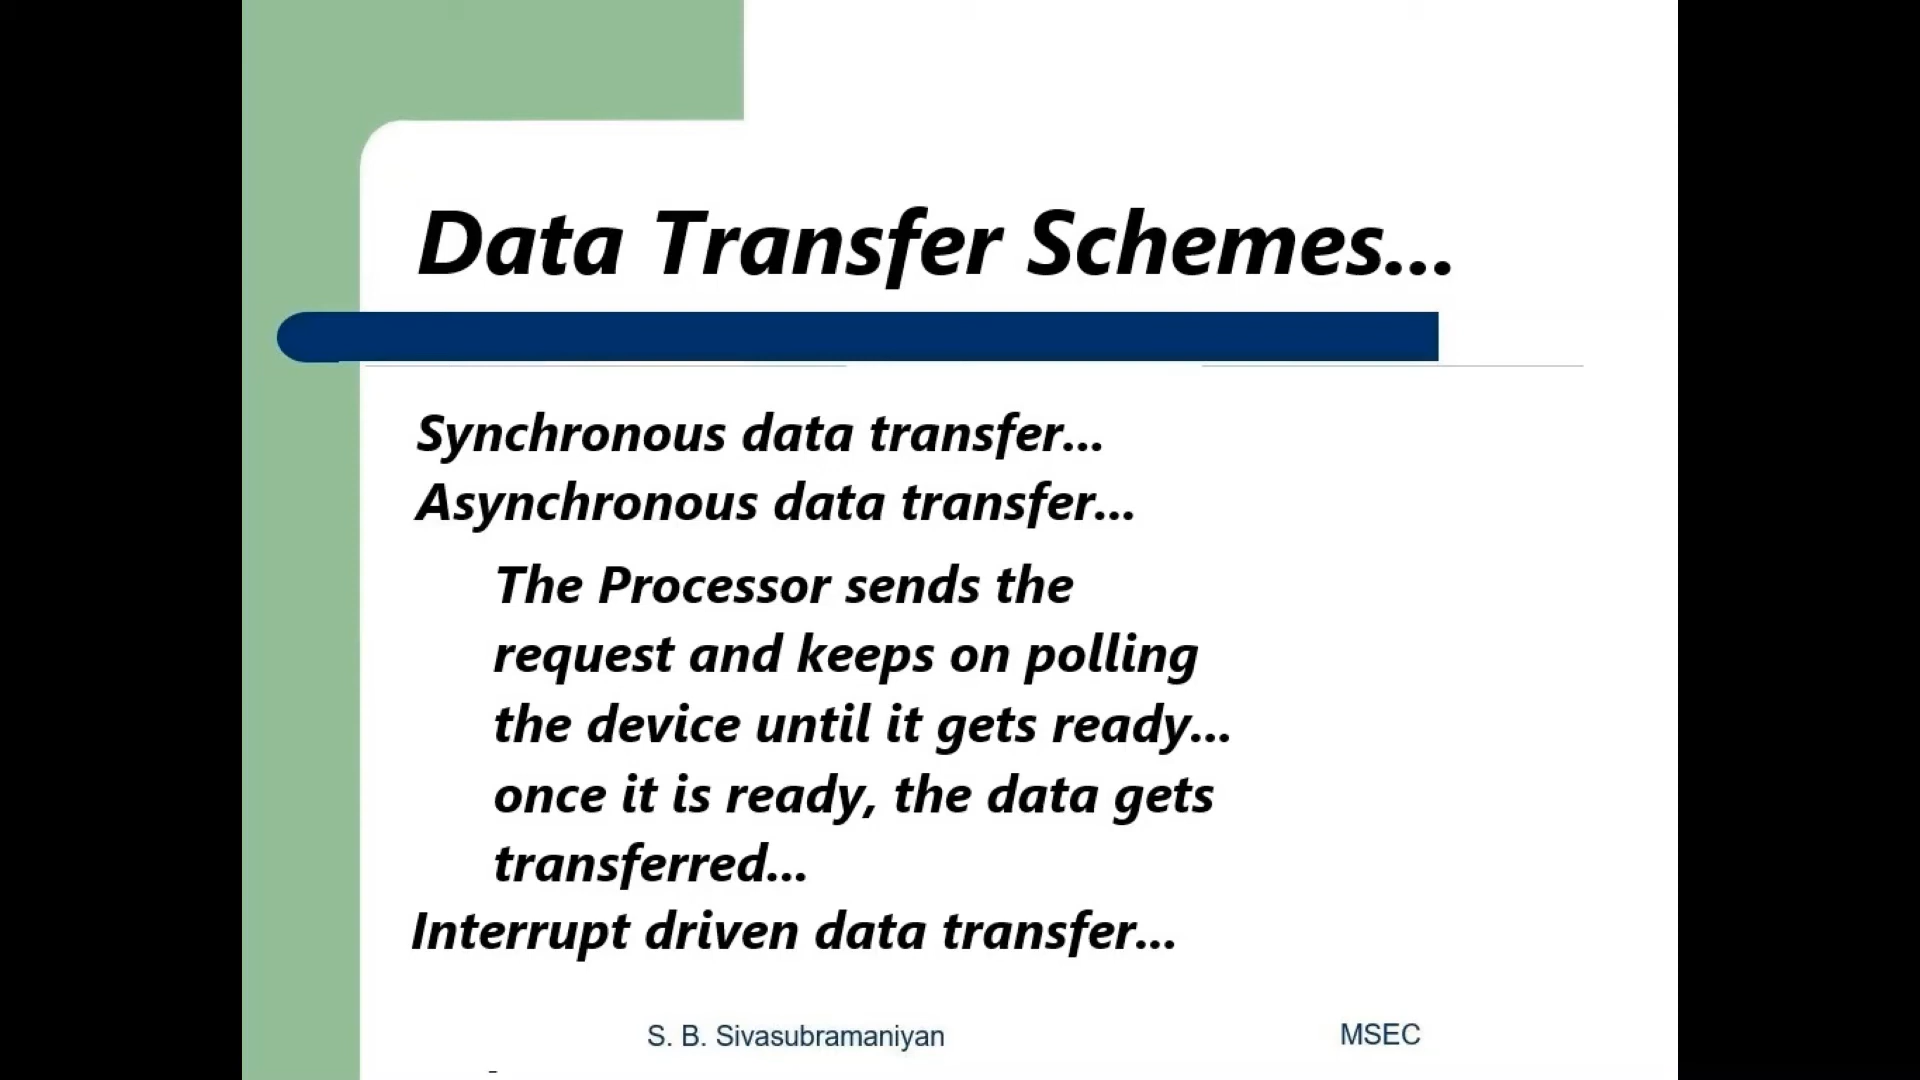 Data Transfer Schemes...
Synchronous data transfer...
Asynchronous data transfer...
The Processor sends the
request and keeps on polling
the device until it gets ready...
once it is ready, the data gets
transferred...
Interrupt driven data transfer...
S. B. Sivasubramaniyan MSEC